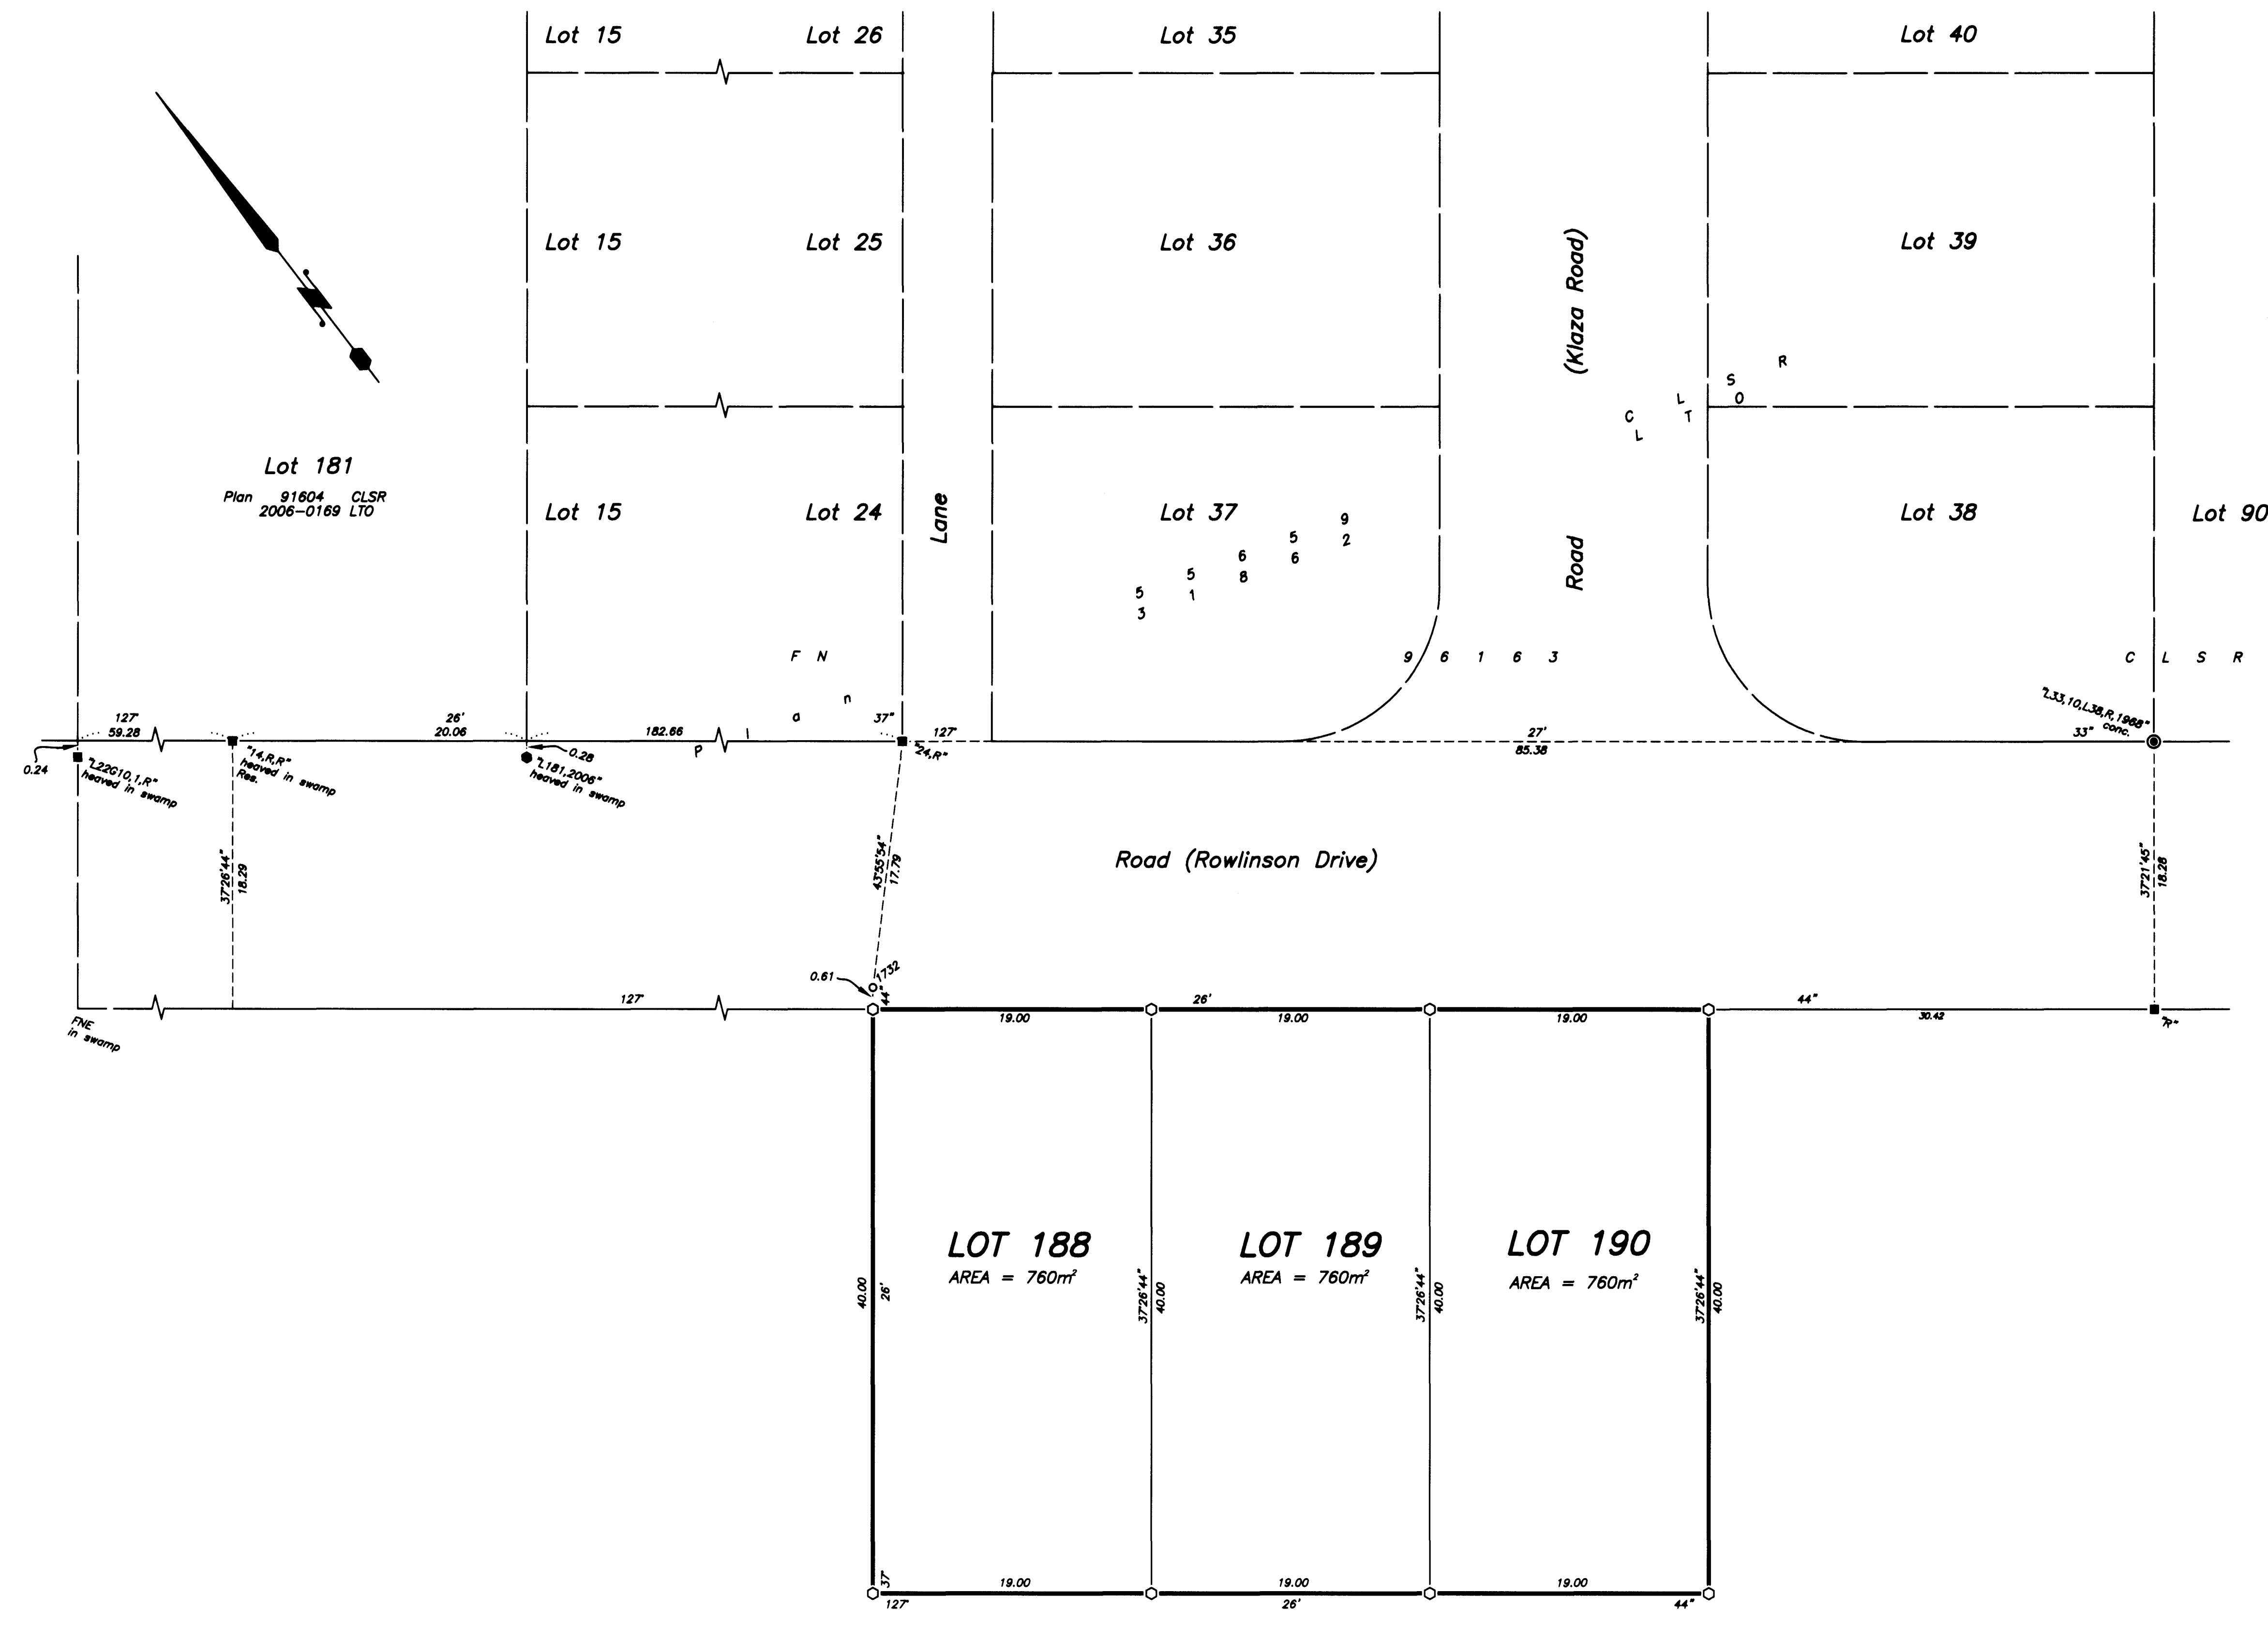 Lot 15
Lot 26
Lot 35
Lot 40
Lot 15
Lot 25
Lot 36
(Klaza Road)
Lot 39
R
S
L O
C T
L
Lot 181
Plan 91604 CLSR
2006-0169 LTO
Lot 15
Lot 24
Lane
Lot 37
Road
Lot 38
Lot 90
5 5 6 5 9
3 1 8 6 2
F N
9 6 1 6 3
C L S R
P l a n
127°
59.28
26'
20.06
182.66
37"
127°
27'
85.38
33"
"L33,10,L38,R,1968"
conc.
0.24
"L22G10,1,R"
heaved in swamp
"14,R,R"
heaved in swamp
Res.
0.28
"L181,2006"
heaved in swamp
"24,R"
37°26'44"
18.29
43°55'54"
17.79
Road (Rowlinson Drive)
37°21'45"
18.28
0.61
1732
44"
127°
26'
44"
19.00
19.00
19.00
30.42
"R"
FNE
in swamp
LOT 188
AREA = 760m²
LOT 189
AREA = 760m²
LOT 190
AREA = 760m²
40.00
26'
37°26'44"
40.00
37°26'44"
40.00
37°26'44"
40.00
37°
19.00
19.00
19.00
127°
26'
44"